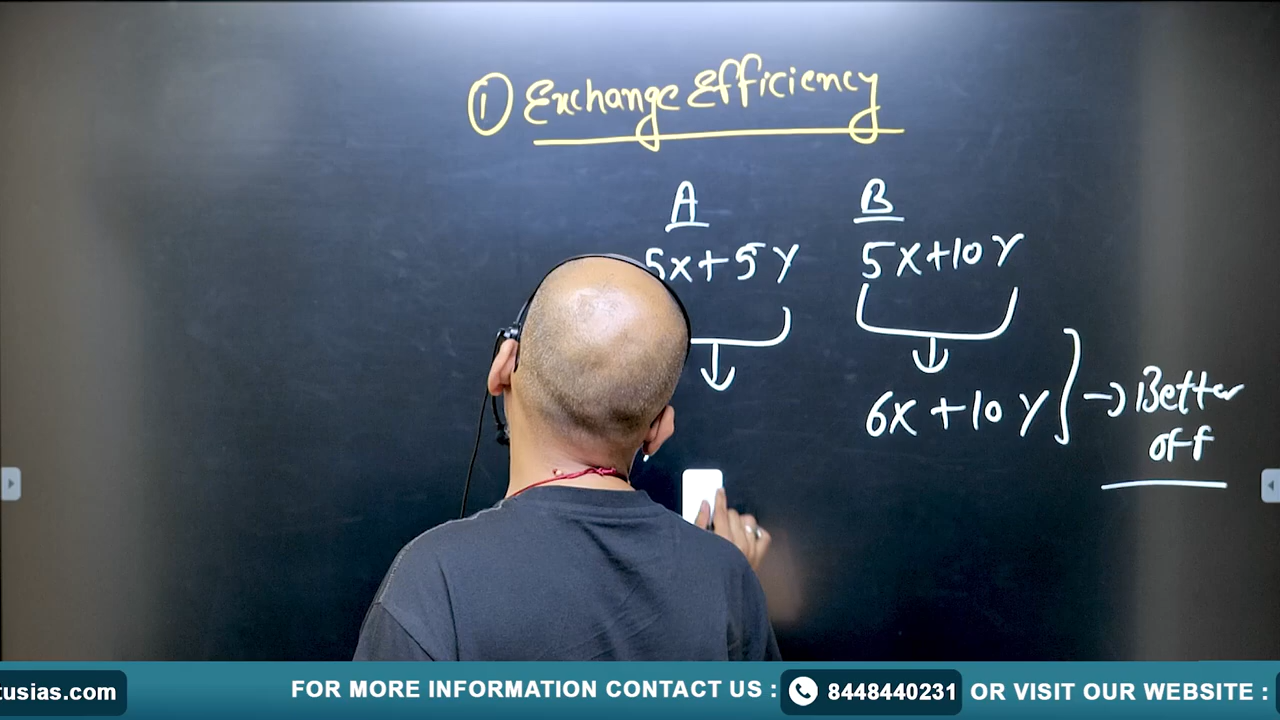 ① Exchange Efficiency
A B
5x+5y 5x+10y
6x+10y → Better
off
tusias.com FOR MORE INFORMATION CONTACT US : 8448440231 OR VISIT OUR WEBSITE :